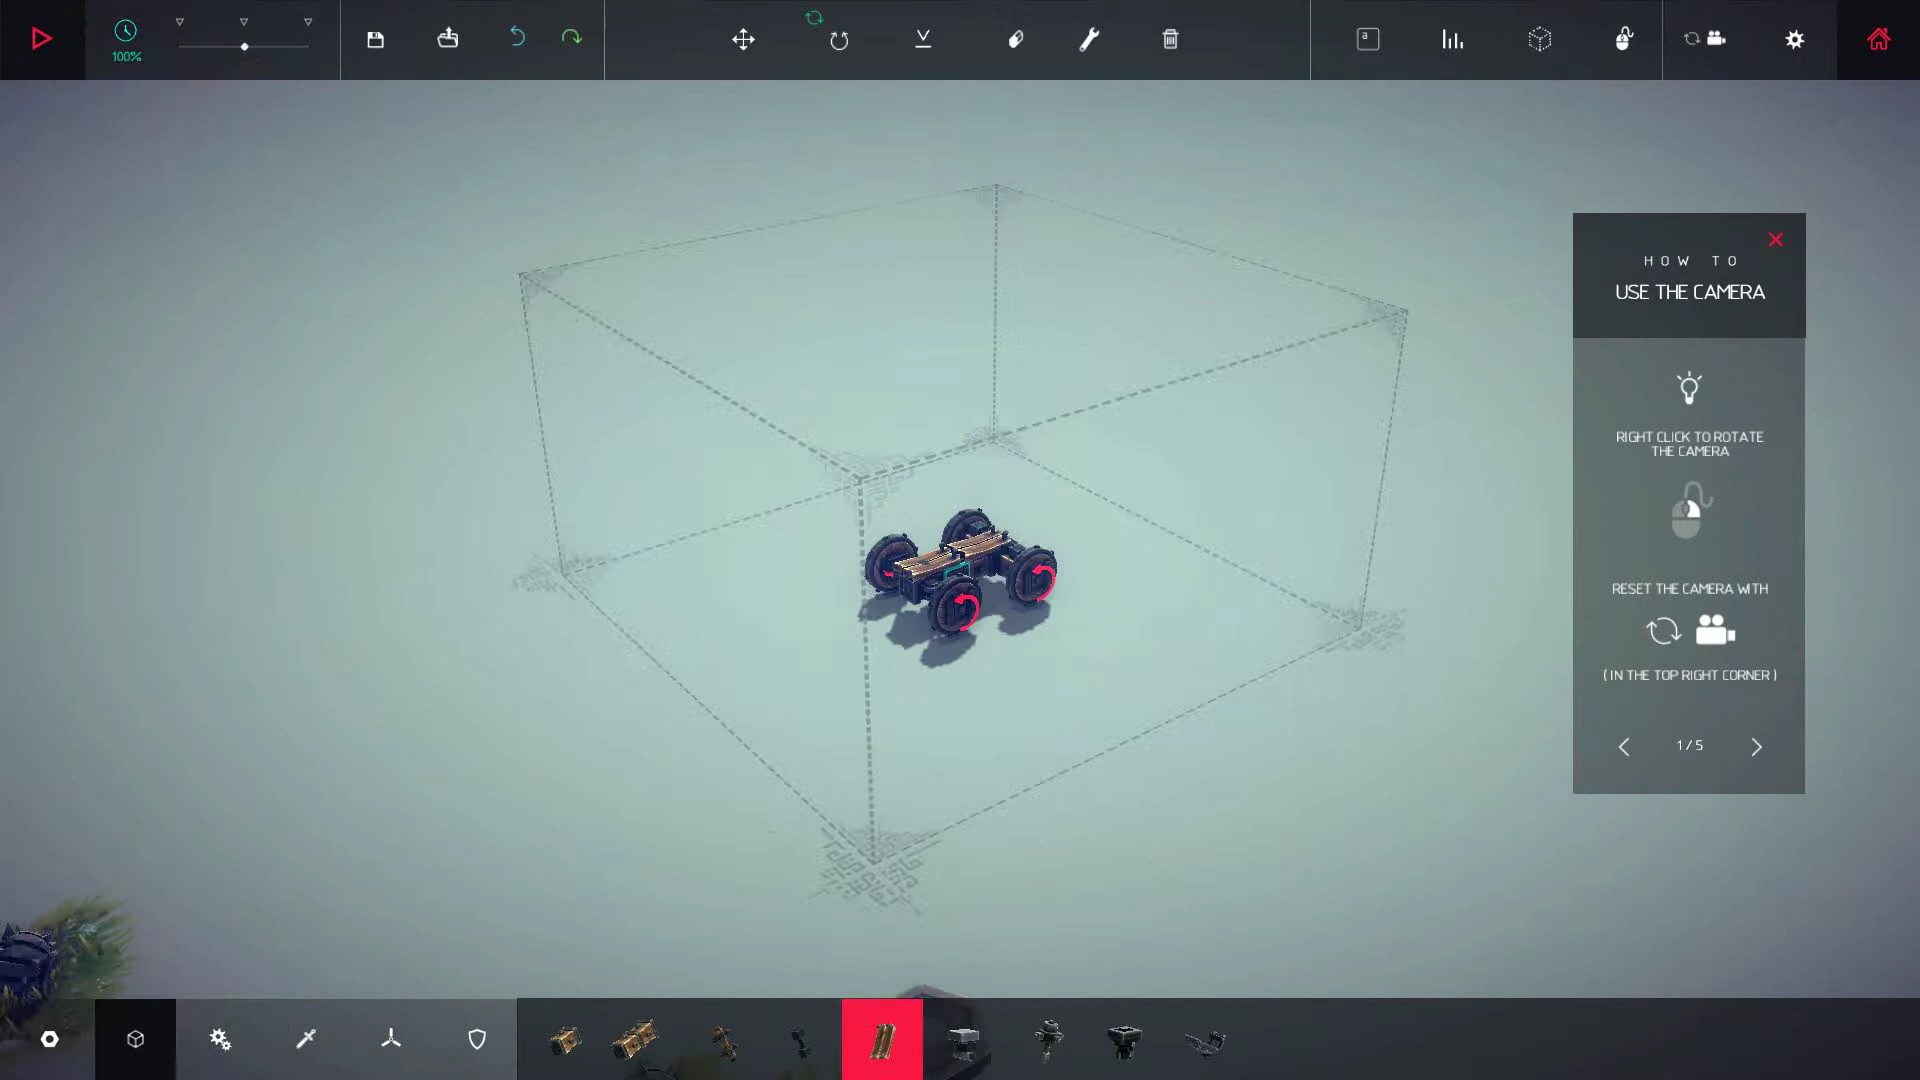 100%
a
HOW TO
USE THE CAMERA
RIGHT CLICK TO ROTATE
THE CAMERA
RESET THE CAMERA WITH
( IN THE TOP RIGHT CORNER )
1/5